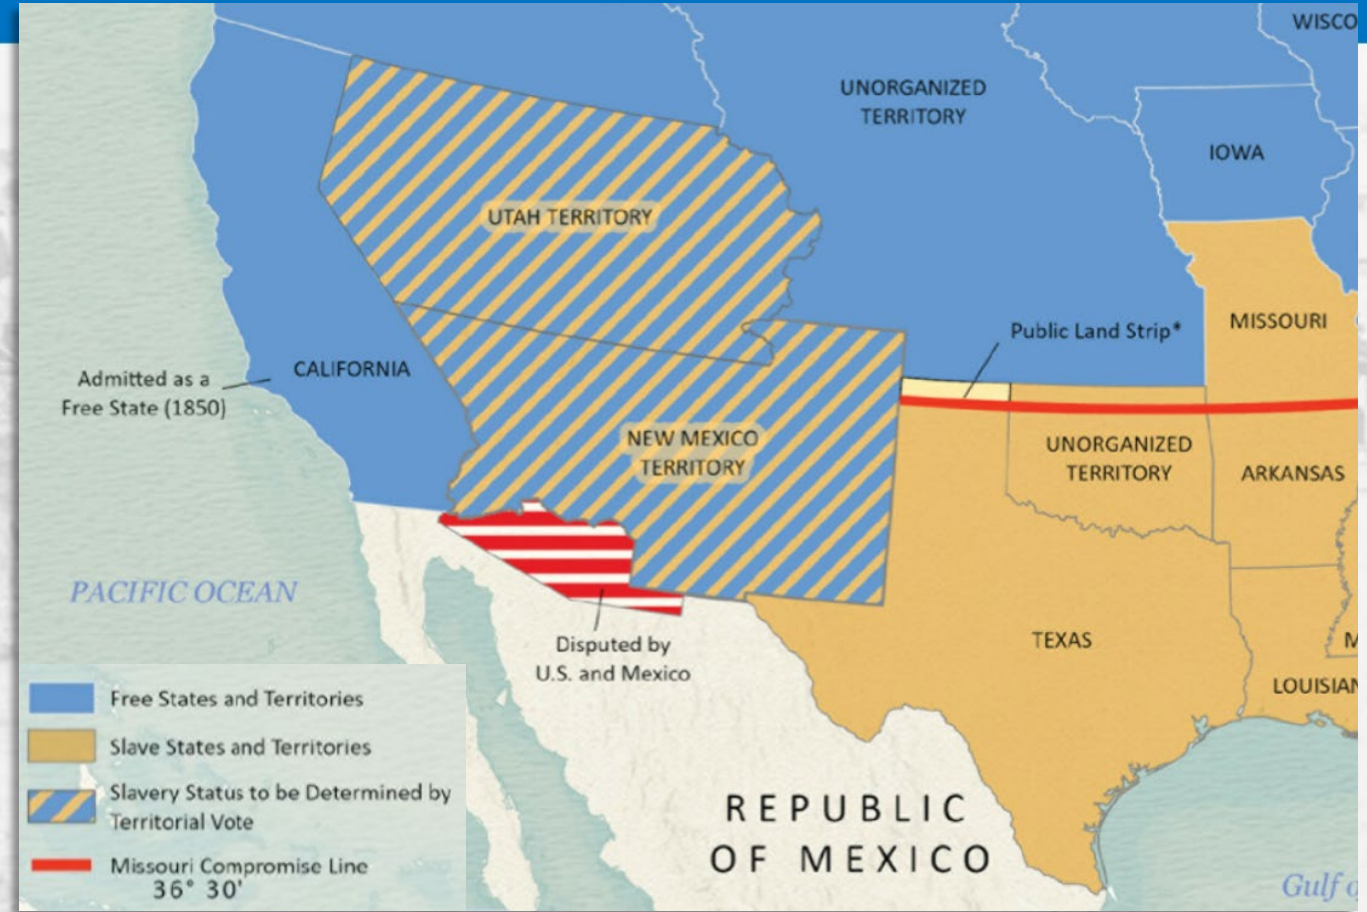 WISCO
UNORGANIZED
TERRITORY
IOWA
UTAH TERRITORY
MISSOURI
Public Land Strip*
CALIFORNIA
Admitted as a
Free State (1850)
NEW MEXICO
TERRITORY
UNORGANIZED
TERRITORY
ARKANSAS
PACIFIC OCEAN
Disputed by
U.S. and Mexico
TEXAS
M
LOUISIAN
Free States and Territories
Slave States and Territories
Slavery Status to be Determined by
Territorial Vote
Missouri Compromise Line
36° 30'
REPUBLIC
OF MEXICO
Gulf o